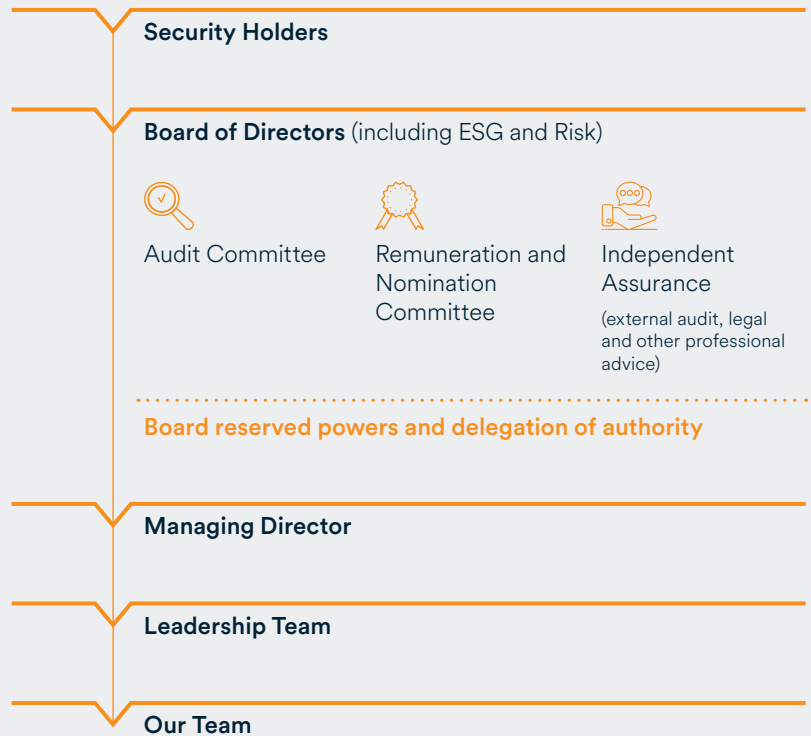 Security Holders
Board of Directors (including ESG and Risk)
Audit Committee
Remuneration and
Nomination
Committee
Independent
Assurance
(external audit, legal
and other professional
advice)
Board reserved powers and delegation of authority
Managing Director
Leadership Team
Our Team